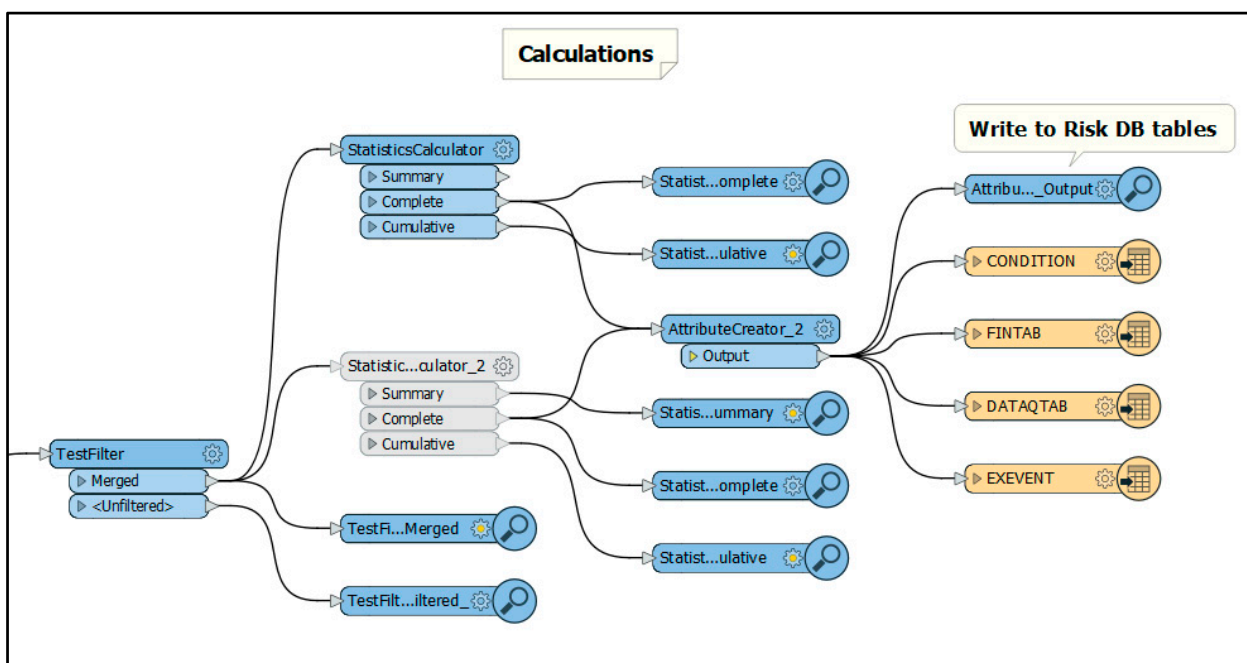 Calculations
Write to Risk DB tables
StatisticsCalculator
Summary
Complete
Cumulative
Statist...omplete
Statist...ulative
Attribu..._Output
CONDITION
AttributeCreator_2
Output
FINTAB
Statistic...culator_2
Summary
Complete
Cumulative
Statis...ummary
DATAQTAB
TestFilter
Merged
<Unfiltered>
Statist...omplete
EXEVENT
TestFi...Merged
Statist...ulative
TestFilt...iltered_